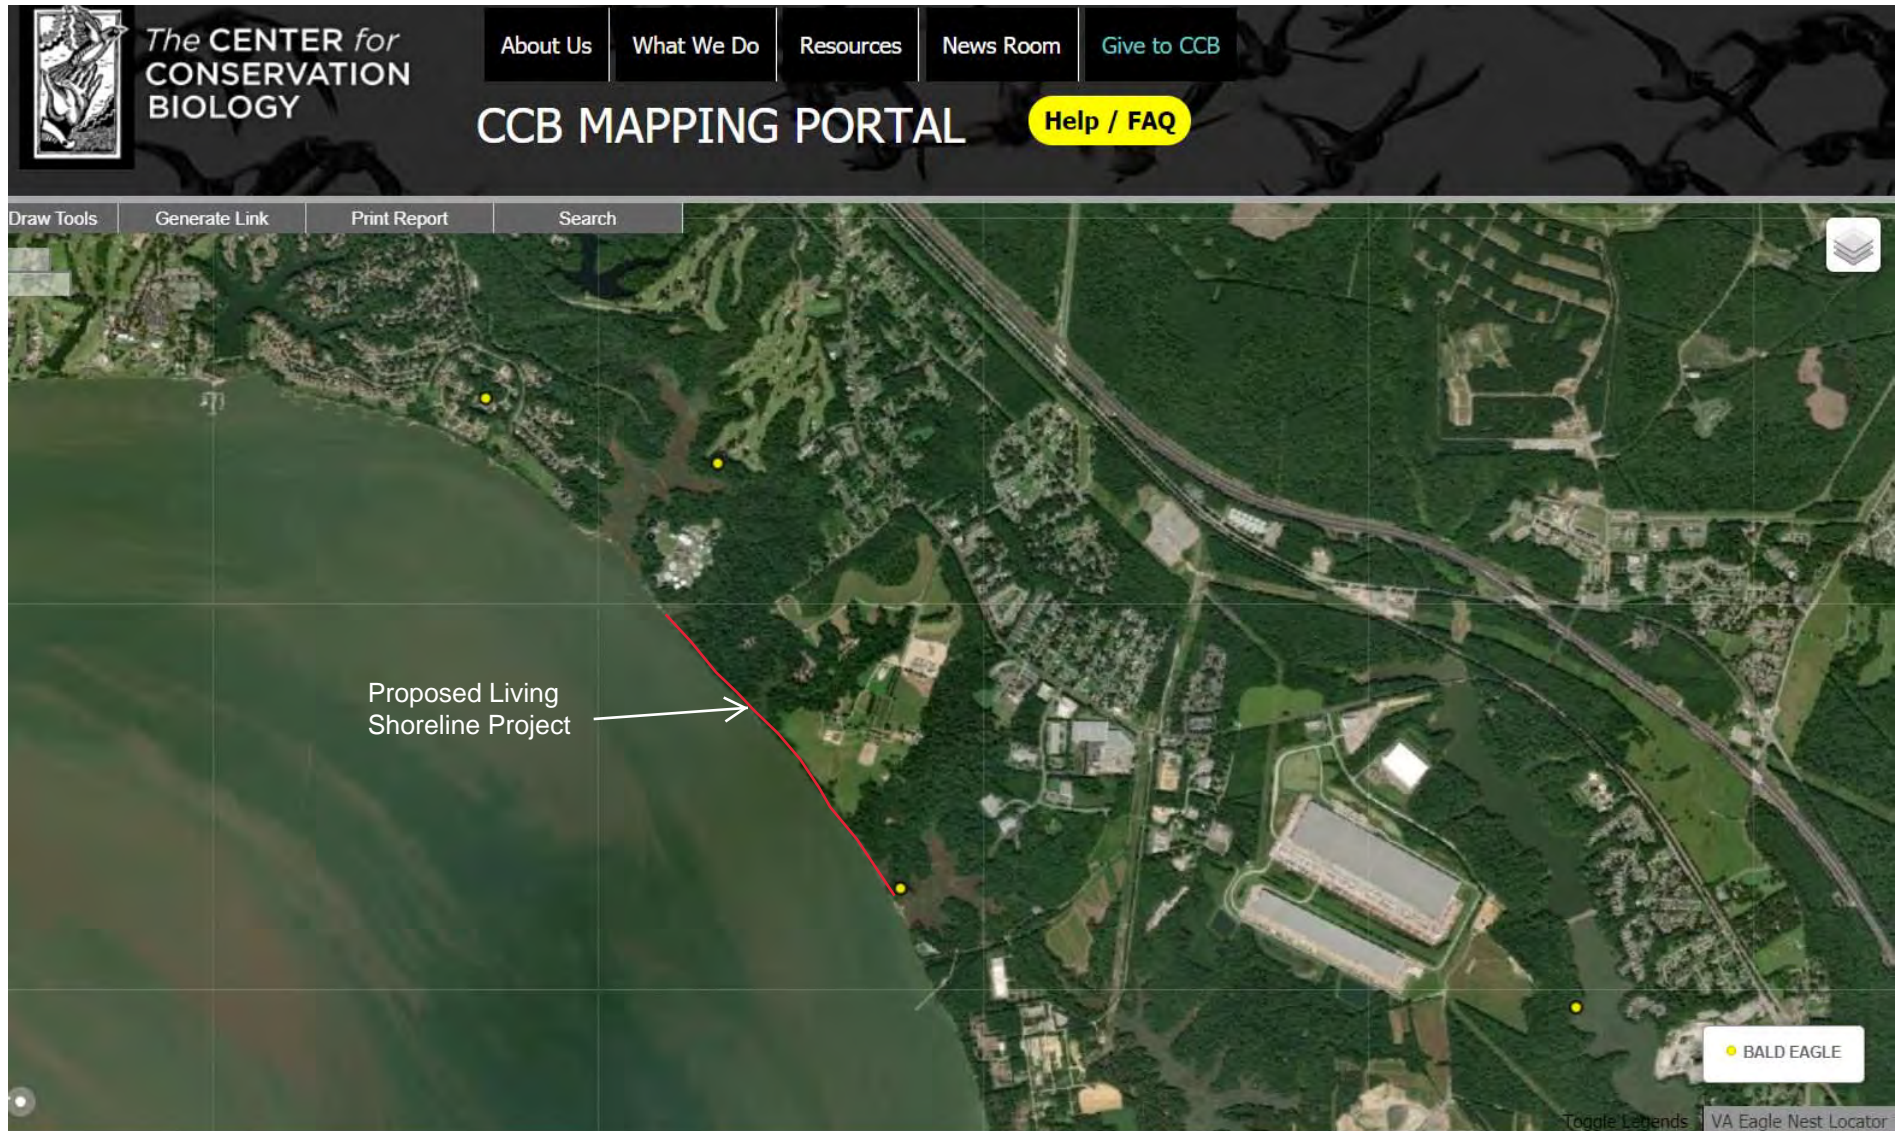 The CENTER for
CONSERVATION
BIOLOGY
About Us
What We Do
Resources
News Room
Give to CCB
CCB MAPPING PORTAL
Help / FAQ
Draw Tools
Generate Link
Print Report
Search
Proposed Living
Shoreline Project
BALD EAGLE
Toggle Legends
VA Eagle Nest Locator